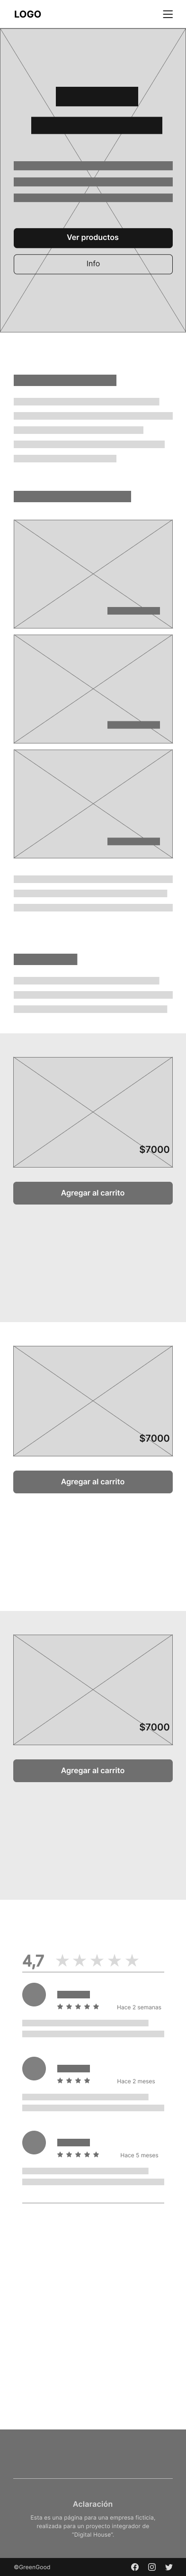 LOGO
Ver productos
Info
$7000
Agregar al carrito
$7000
Agregar al carrito
$7000
Agregar al carrito
4,7
Hace 2 semanas
Hace 2 meses
Hace 5 meses
Aclaración
Esta es una página para una empresa ficticia,
realizada para un proyecto integrador de
"Digital House".
©GreenGood